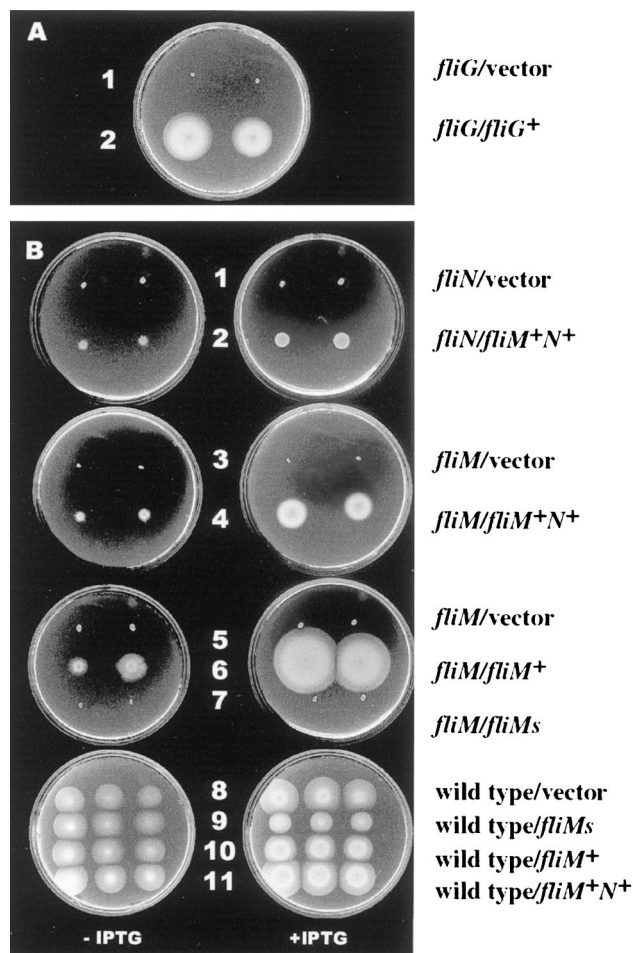 A
1 fliG/vector
2 fliG/fliG+
B
1 fliN/vector
2 fliN/fliM+N+
3 fliM/vector
4 fliM/fliM+N+
5 fliM/vector
6 fliM/fliM+
7 fliM/fliMs
8 wild type/vector
9 wild type/fliMs
10 wild type/fliM+
11 wild type/fliM+N+
- IPTG +IPTG